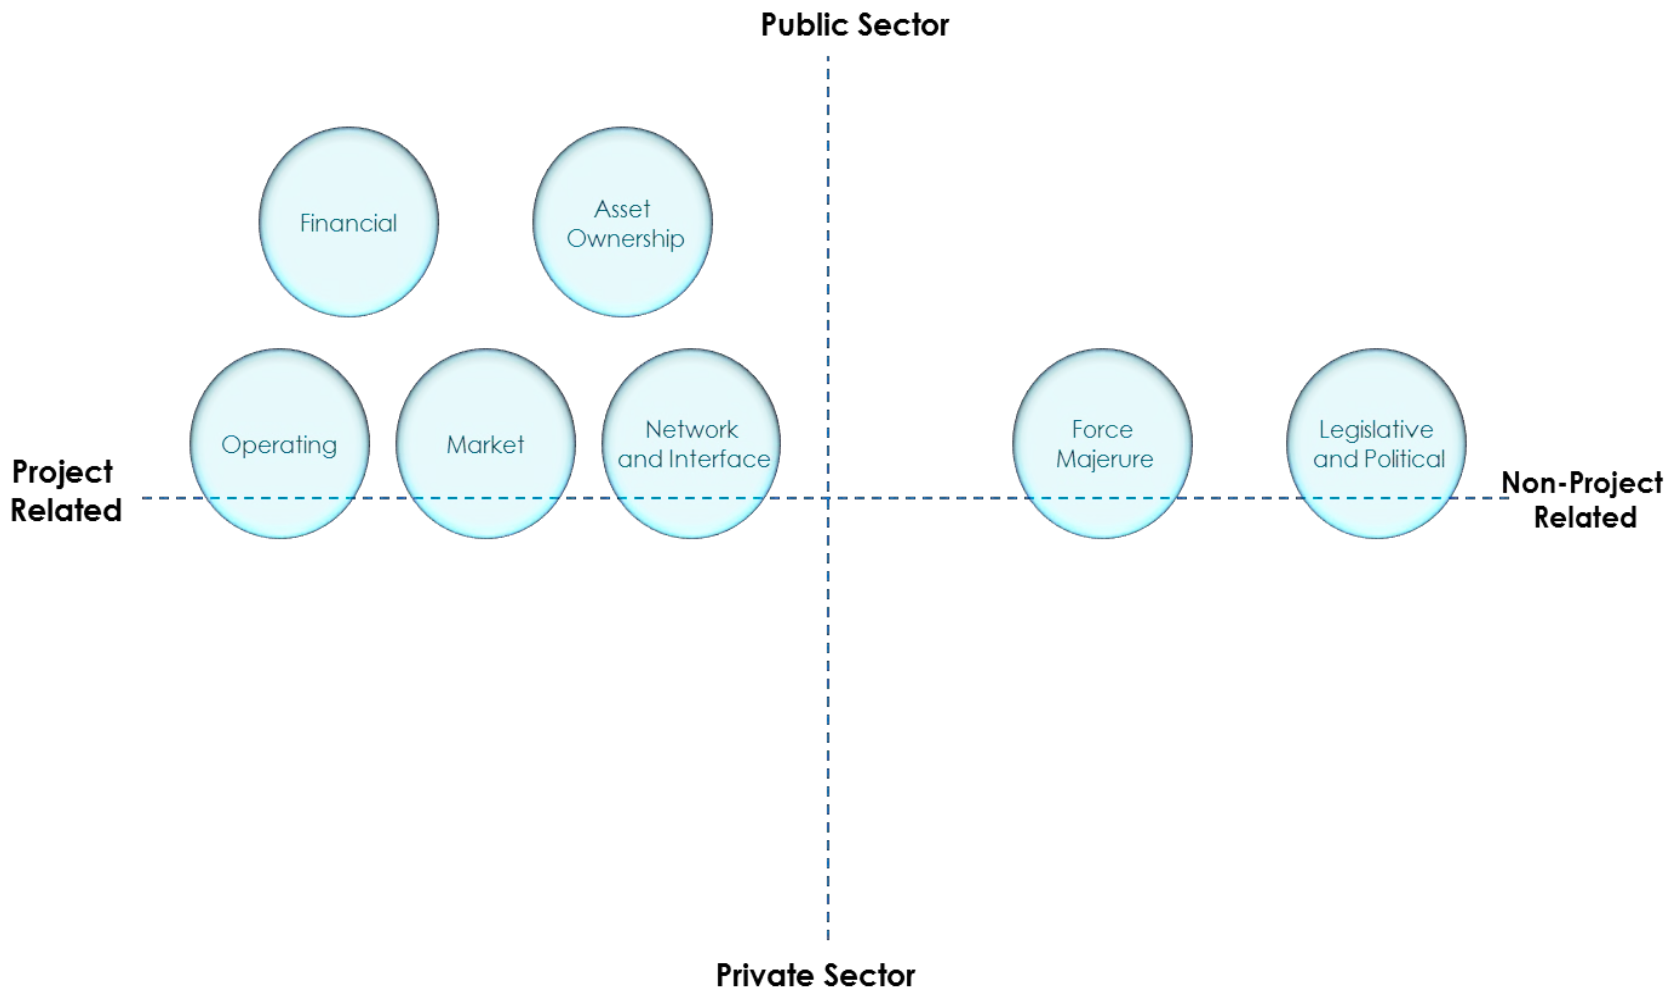 Public Sector
Financial
Asset
Ownership
Operating
Market
Network
and Interface
Force
Majerure
Legislative
and Political
Project
Related
Non-Project
Related
Private Sector